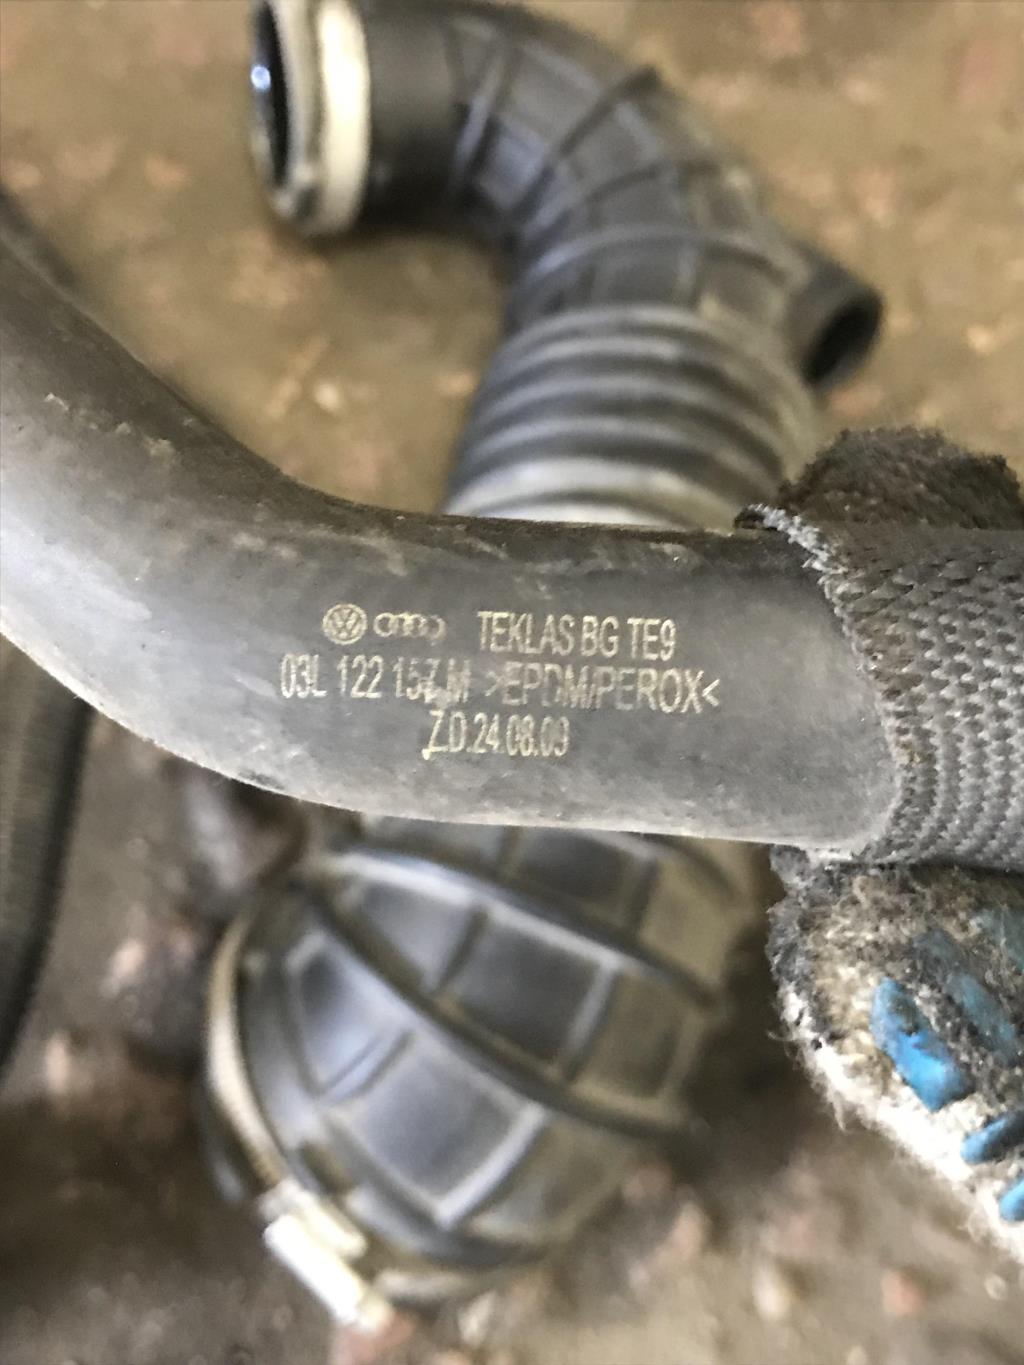 TEKLAS BG TE9
03L 122 157 M >EPDM/PEROX<
Z.D.24.08.09